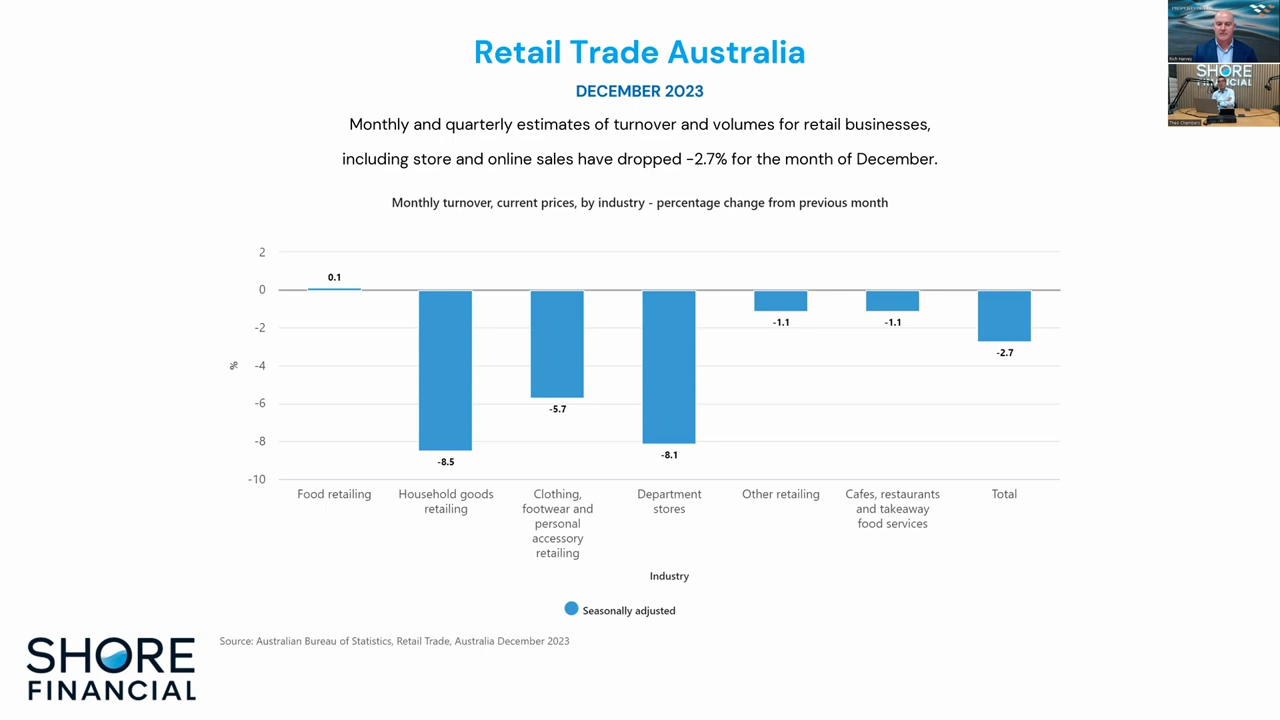 Retail Trade Australia
DECEMBER 2023
Monthly and quarterly estimates of turnover and volumes for retail businesses,
including store and online sales have dropped -2.7% for the month of December.
Monthly turnover, current prices, by industry - percentage change from previous month
2
0
-2
-4
-6
-8
-10
%
0.1
-8.5
-5.7
-8.1
-1.1
-1.1
-2.7
Food retailing
Household goods
retailing
Clothing,
footwear and
personal
accessory
retailing
Department
stores
Other retailing
Cafes, restaurants
and takeaway
food services
Total
Industry
Seasonally adjusted
Source: Australian Bureau of Statistics, Retail Trade, Australia December 2023
SHORE
FINANCIAL
Rich Harvey
SHORE
FINANCIAL
Theo Chambers